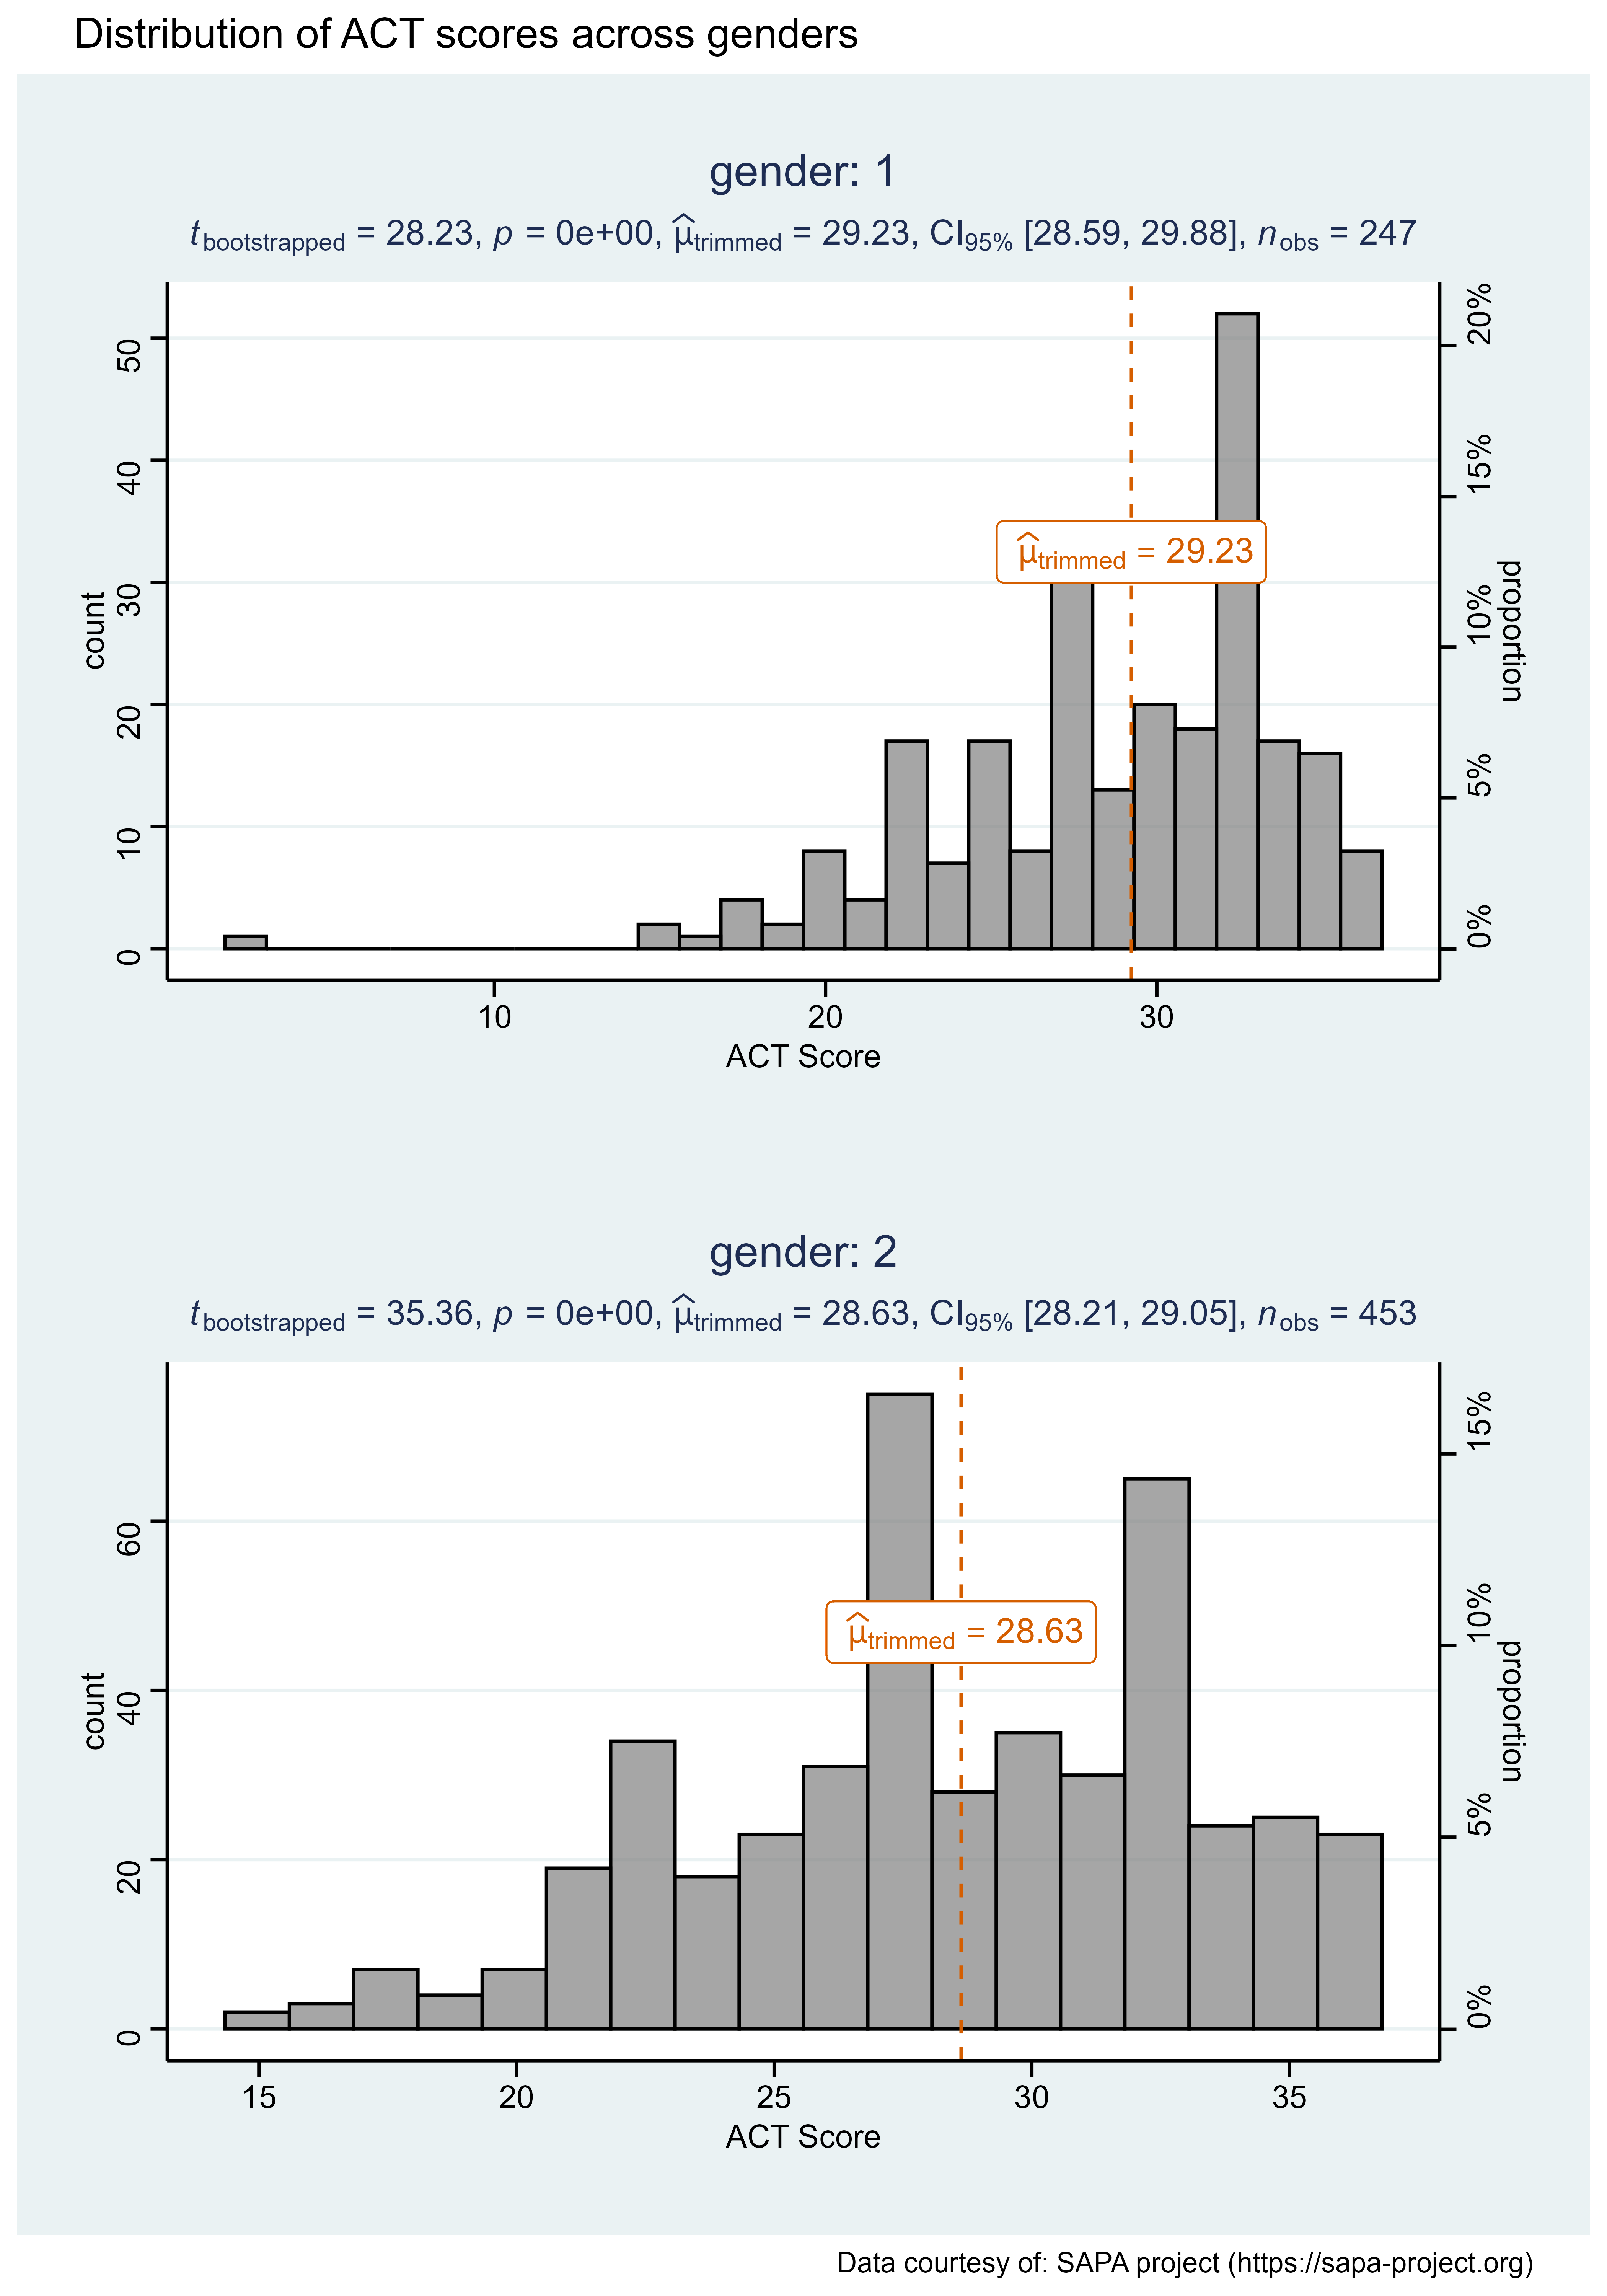 Distribution of ACT scores across genders
gender: 1
t bootstrapped = 28.23, p = 0e+00, μ̂ trimmed = 29.23, CI95% [28.59, 29.88], n obs = 247
50
40
30
20
10
0
count
20%
15%
10%
5%
0%
proportion
μ̂ trimmed = 29.23
10
20
30
ACT Score
gender: 2
t bootstrapped = 35.36, p = 0e+00, μ̂ trimmed = 28.63, CI95% [28.21, 29.05], n obs = 453
60
40
20
0
count
15%
10%
5%
0%
proportion
μ̂ trimmed = 28.63
15
20
25
30
35
ACT Score
Data courtesy of: SAPA project (https://sapa-project.org)